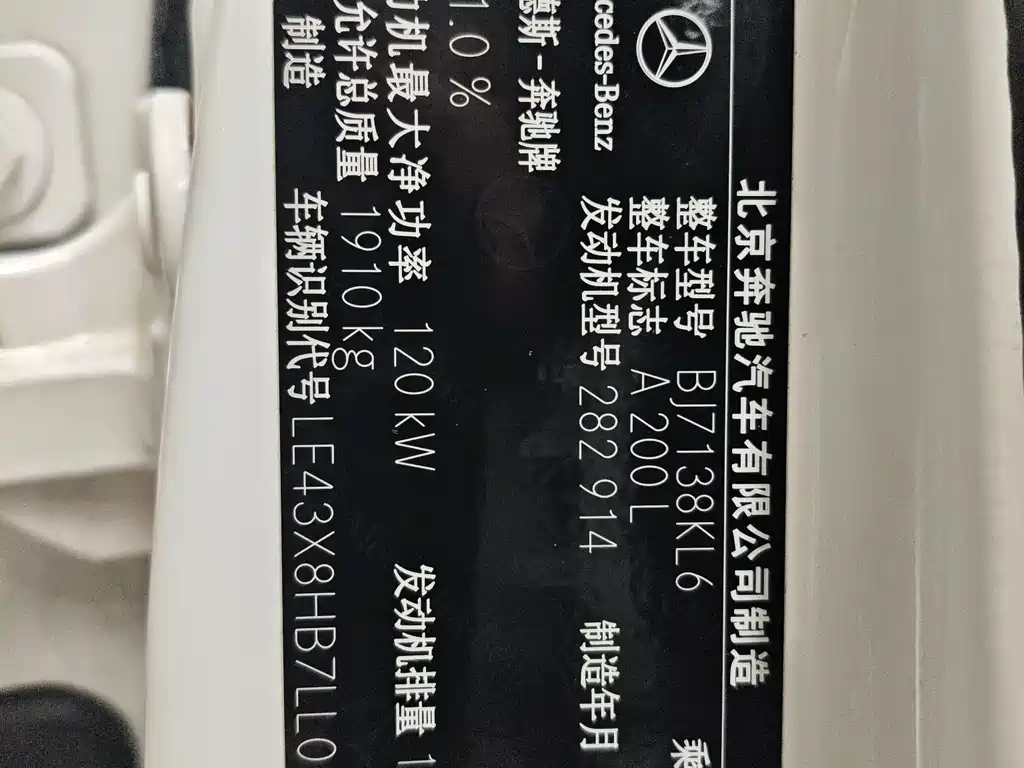 北京奔驰汽车有限公司制造
整车型号 BJ7138KL6 乘
整车标志 A 200L
cedes-Benz 发动机型号 282 914 制造年月
德斯-奔驰牌
1.0 %
动机最大净功率 120 kW 发动机排量 1
允许总质量 1910 kg
制造 车辆识别代号 LE43X8HB7LL0